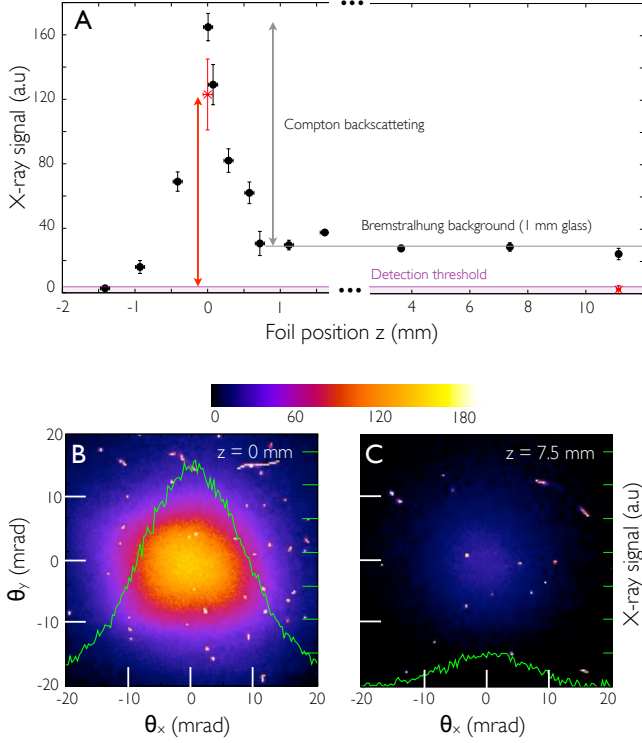 A
X-ray signal (a.u)
160
120
80
40
0
Compton backscatteting
Bremstralhung background (1 mm glass)
Detection threshold
-2 -1 0 1 2 4 6 8 10
Foil position z (mm)
0 60 120 180
B
z = 0 mm
20
10
0
-10
-20
θy (mrad)
-20 -10 0 10 20
θx (mrad)
C
z = 7.5 mm
X-ray signal (a.u)
-20 -10 0 10 20
θx (mrad)